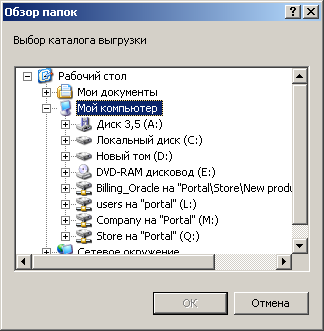 Обзор папок
Выбор каталога выгрузки
Рабочий стол
Мои документы
Мой компьютер
Диск 3,5 (A:)
Локальный диск (C:)
Новый том (D:)
DVD-RAM дисковод (E:)
Billing_Oracle на "Portal\Store\New produ
users на "portal" (L:)
Company на "Portal" (M:)
Store на "Portal" (Q:)
Сетевое окружение
OK
Отмена